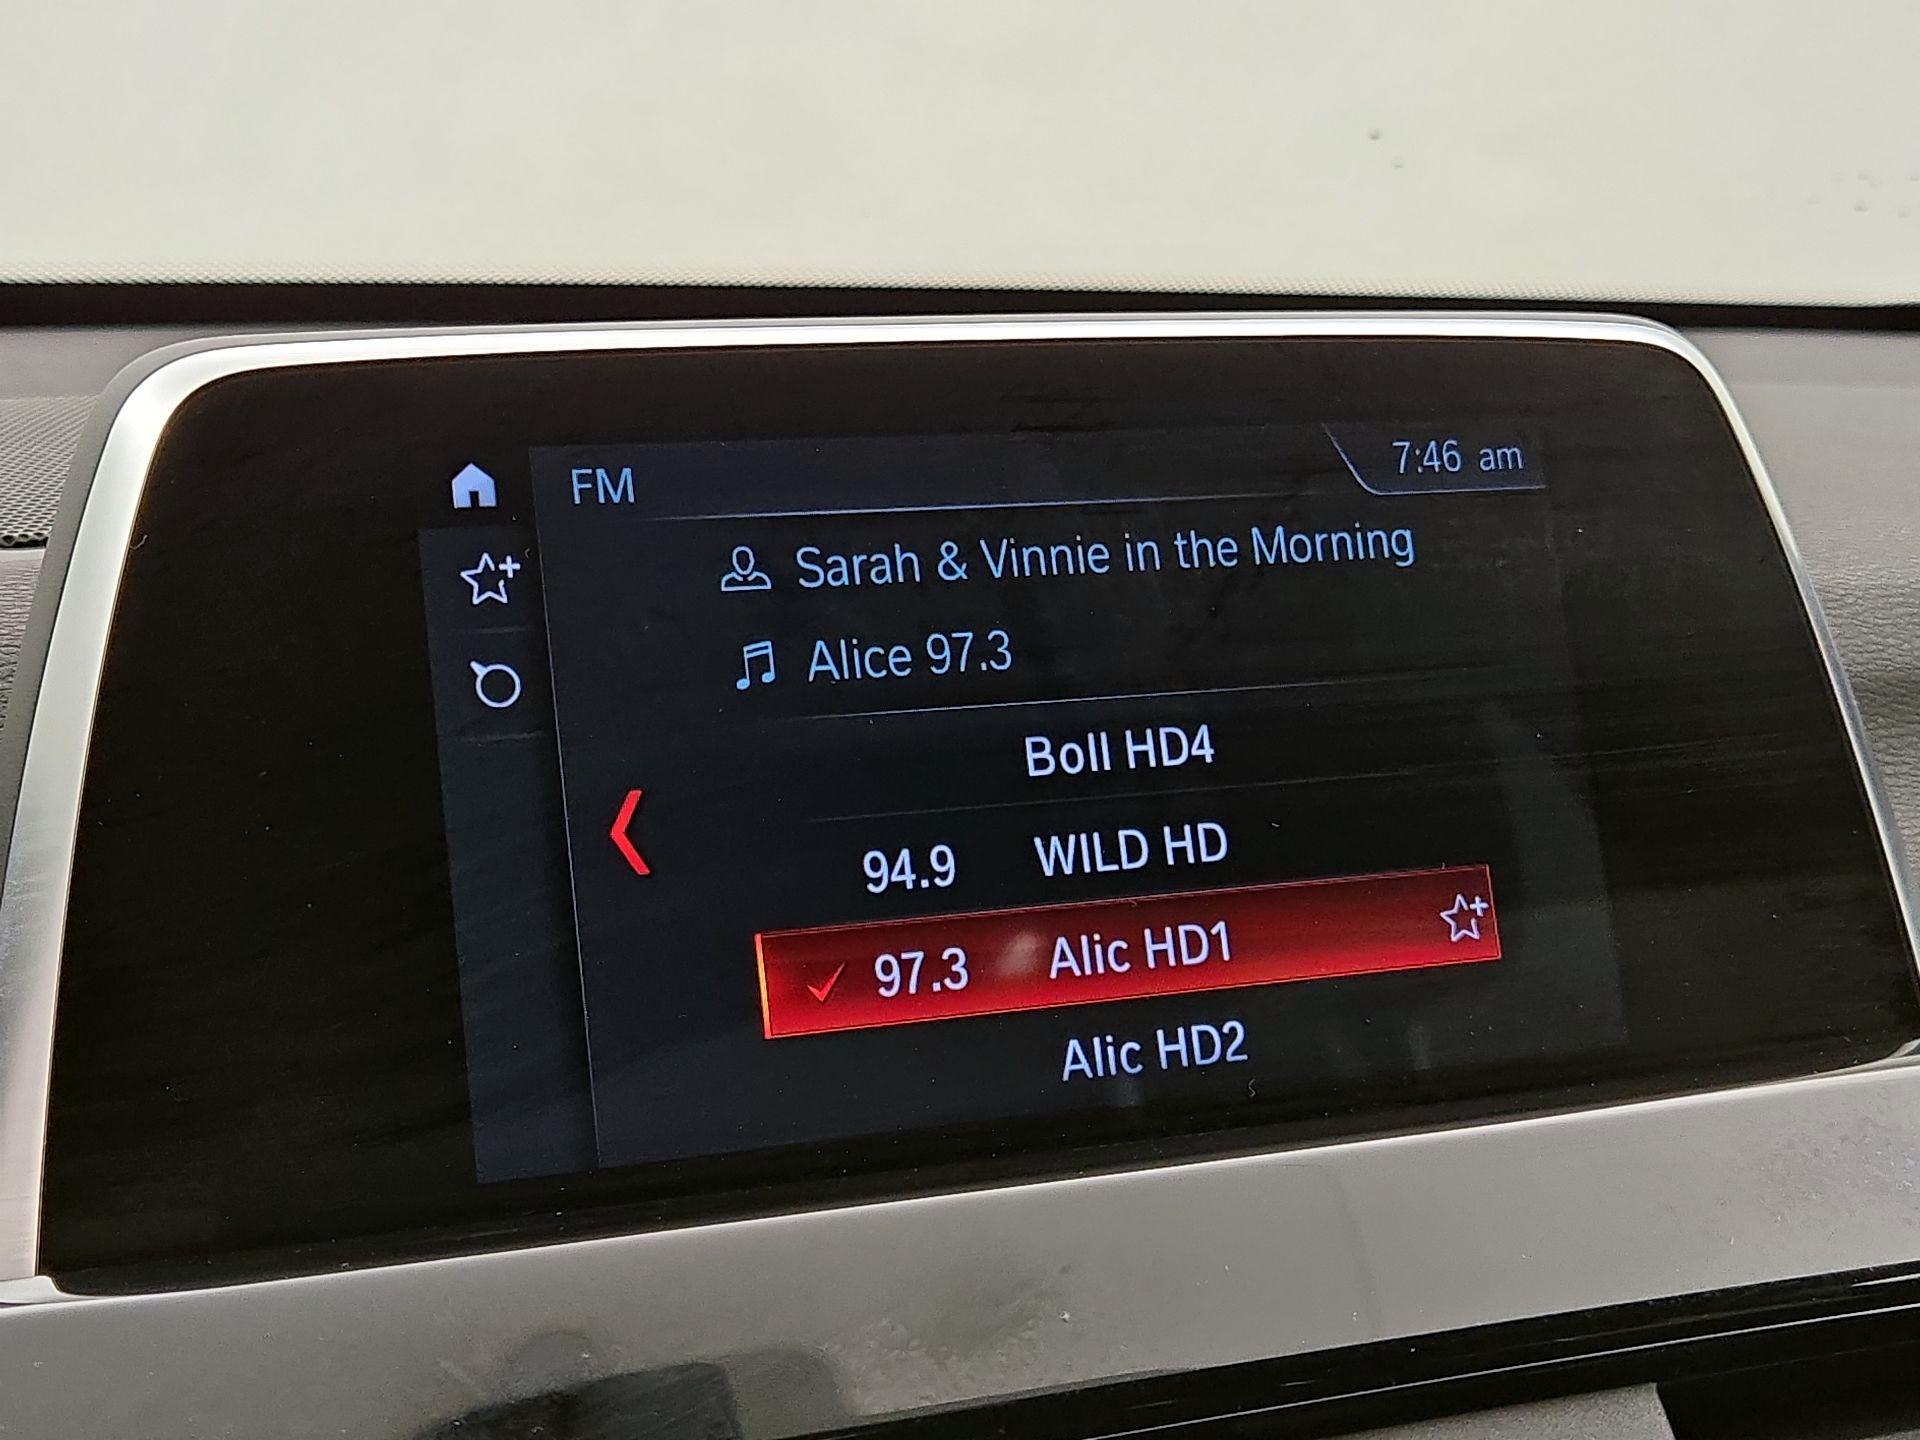 FM
7:46 am
Sarah & Vinnie in the Morning
Alice 97.3
Boll HD4
94.9 WILD HD
97.3 Alic HD1
Alic HD2